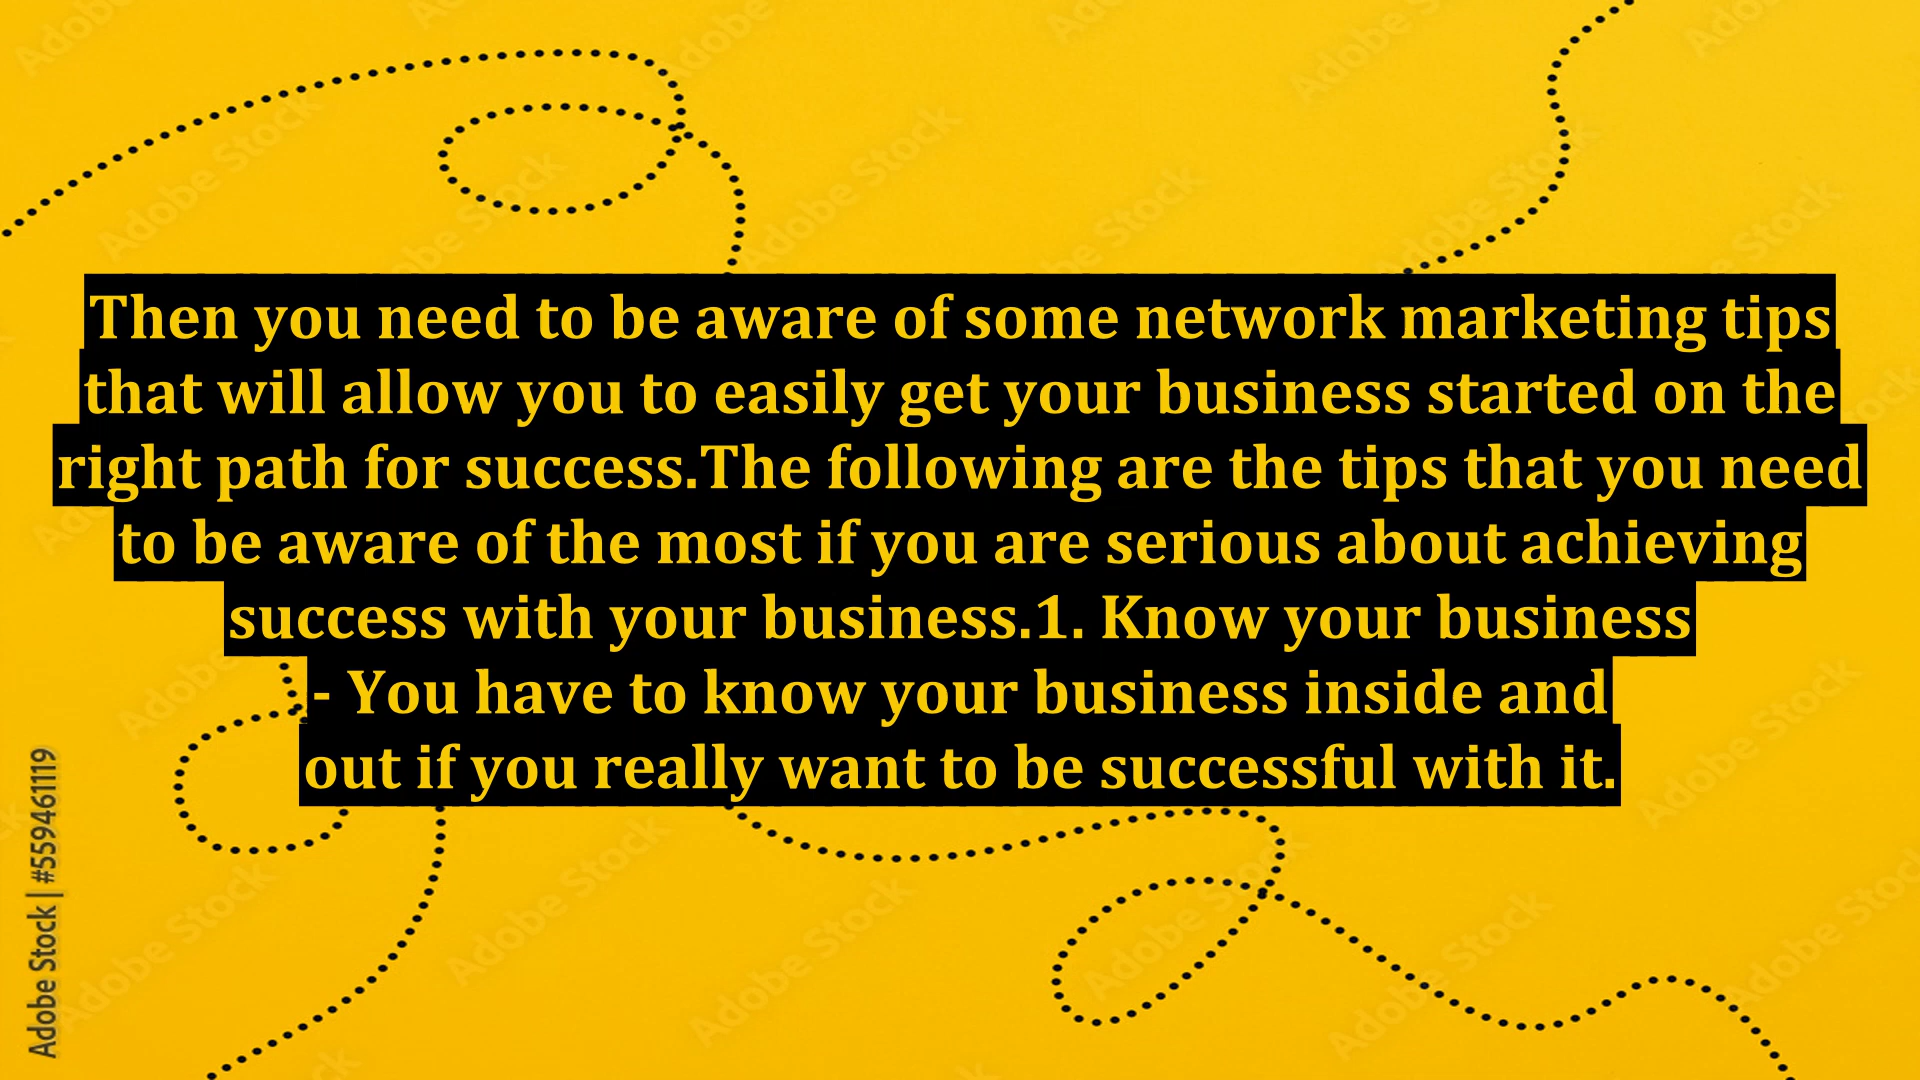 Then you need to be aware of some network marketing tips
that will allow you to easily get your business started on the
right path for success.The following are the tips that you need
to be aware of the most if you are serious about achieving
success with your business.1. Know your business
- You have to know your business inside and
out if you really want to be successful with it.
Adobe Stock | #559461119